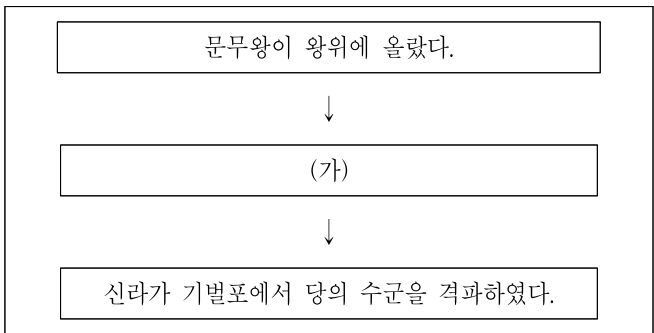 문무왕이 왕위에 올랐다.
↓
(가)
↓
신라가 기벌포에서 당의 수군을 격파하였다.